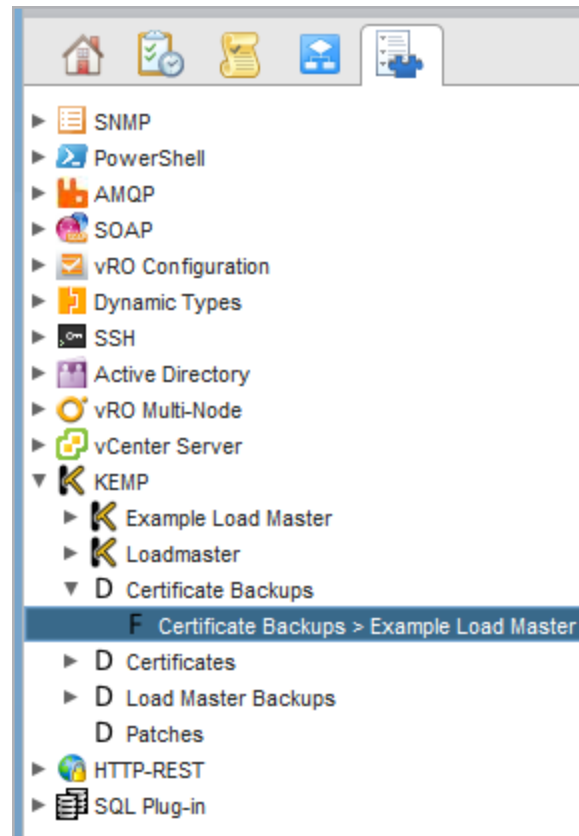 SNMP
PowerShell
AMQP
SOAP
vRO Configuration
Dynamic Types
SSH
Active Directory
vRO Multi-Node
vCenter Server
KEMP
Example Load Master
Loadmaster
D Certificate Backups
F Certificate Backups > Example Load Master
D Certificates
D Load Master Backups
D Patches
HTTP-REST
SQL Plug-in